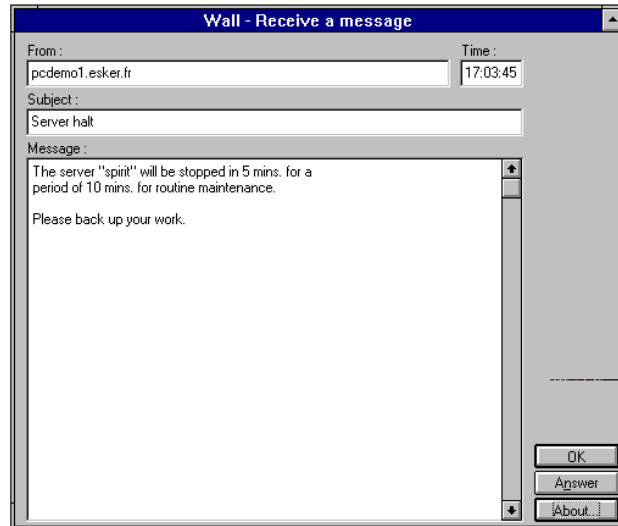 Wall - Receive a message
From :
Time :
pcdemo1.esker.fr
17:03:45
Subject :
Server halt
Message :
The server "spirit" will be stopped in 5 mins. for a
period of 10 mins. for routine maintenance.
Please back up your work.
OK
Answer
About...